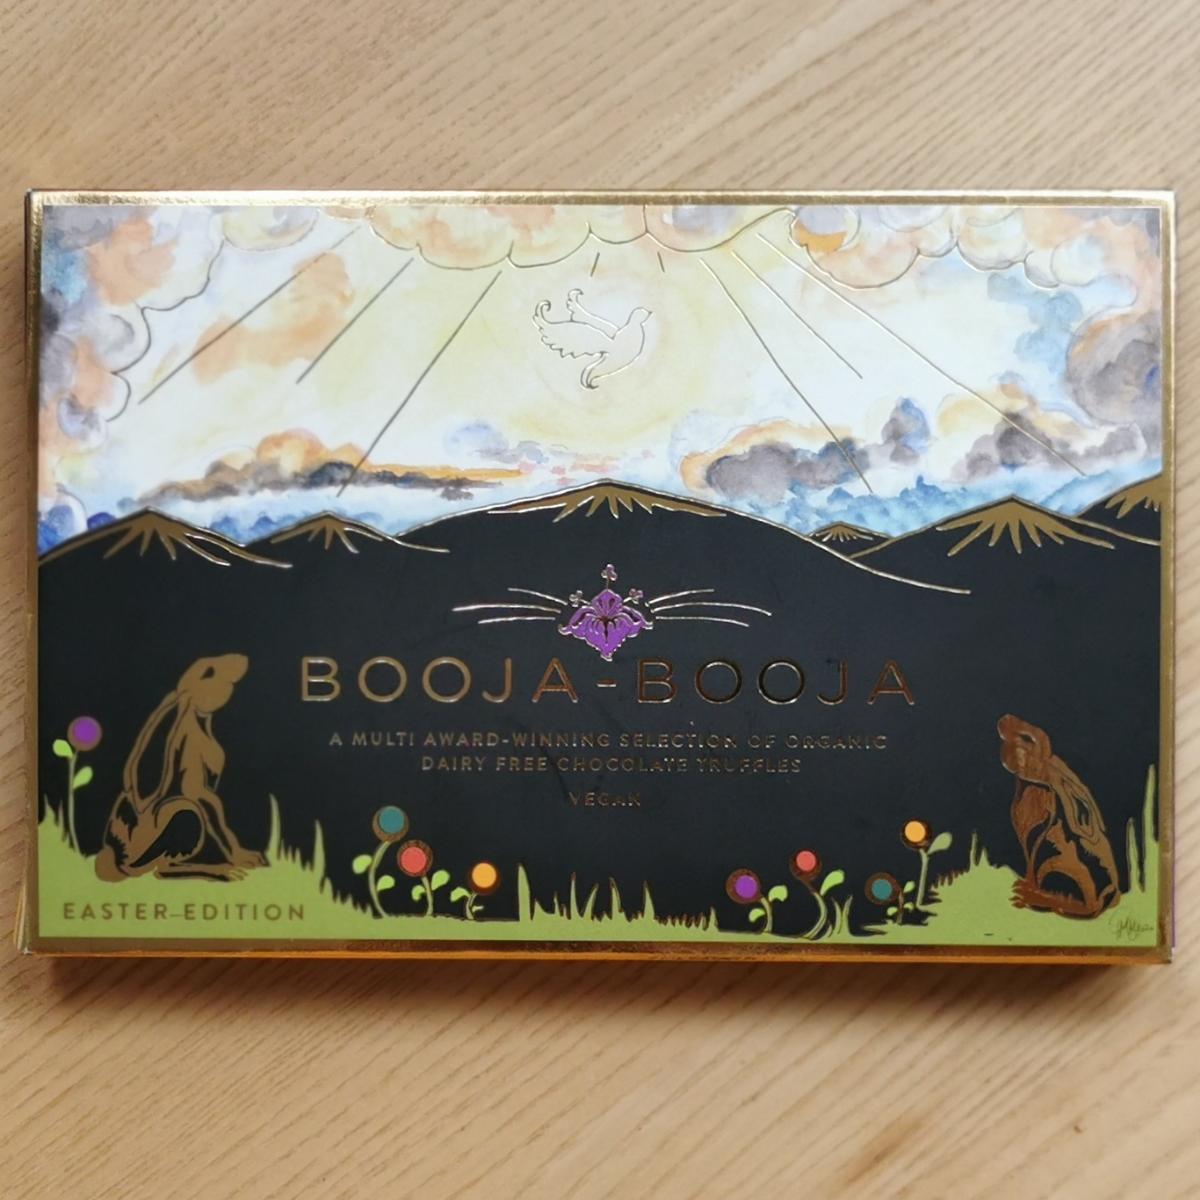 BOOJA-BOOJA
A MULTI AWARD-WINNING SELECTION OF ORGANIC
DAIRY FREE CHOCOLATE TRUFFLES
VEGAN
EASTER EDITION